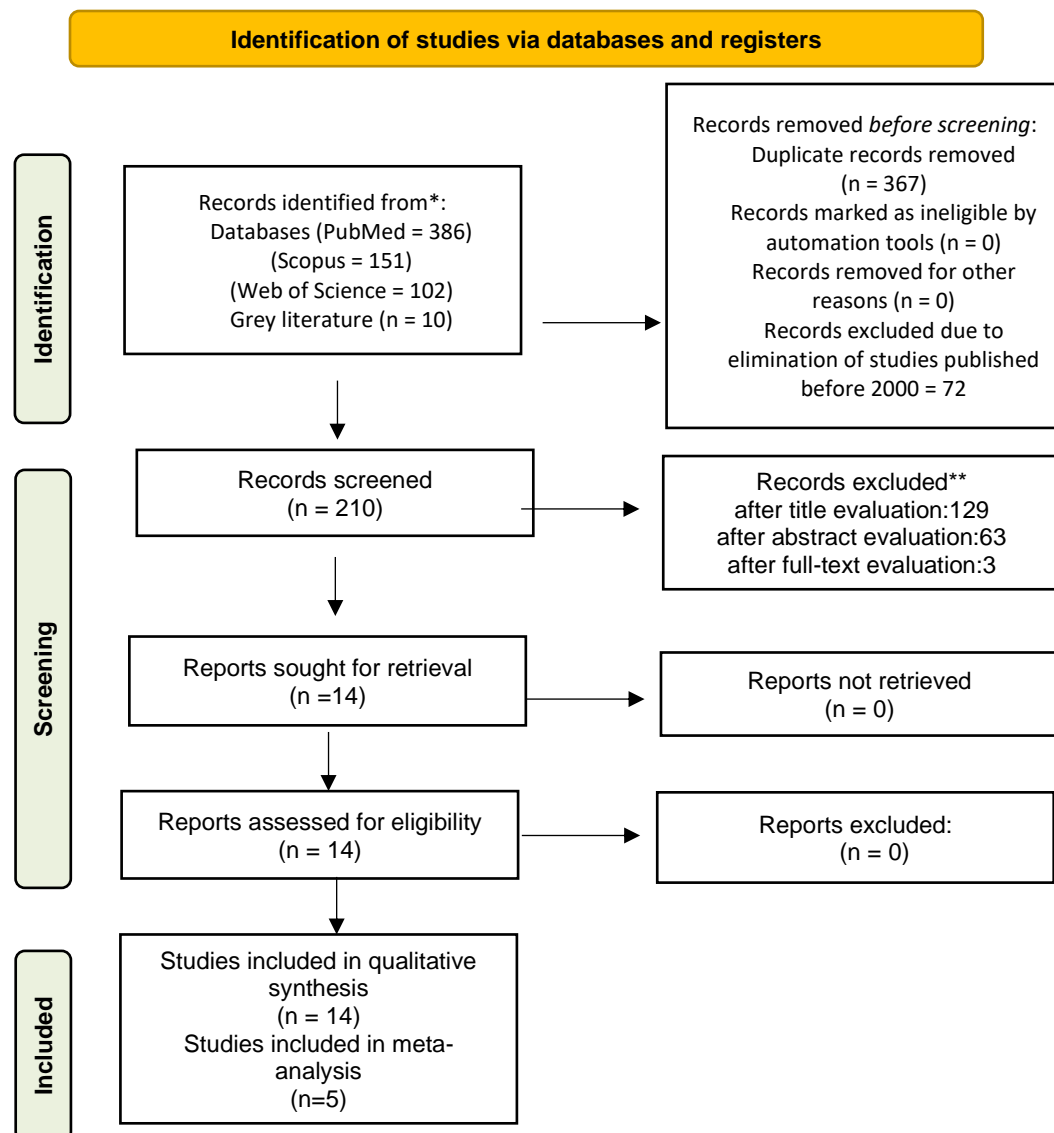 Identification of studies via databases and registers
Identification
Records identified from*:
Databases (PubMed = 386)
(Scopus = 151)
(Web of Science = 102)
Grey literature (n = 10)
Records removed before screening:
Duplicate records removed
(n = 367)
Records marked as ineligible by
automation tools (n = 0)
Records removed for other
reasons (n = 0)
Records excluded due to
elimination of studies published
before 2000 = 72
Screening
Records screened
(n = 210)
Records excluded**
after title evaluation:129
after abstract evaluation:63
after full-text evaluation:3
Reports sought for retrieval
(n =14)
Reports not retrieved
(n = 0)
Reports assessed for eligibility
(n = 14)
Reports excluded:
(n = 0)
Included
Studies included in qualitative
synthesis
(n = 14)
Studies included in meta-
analysis
(n=5)